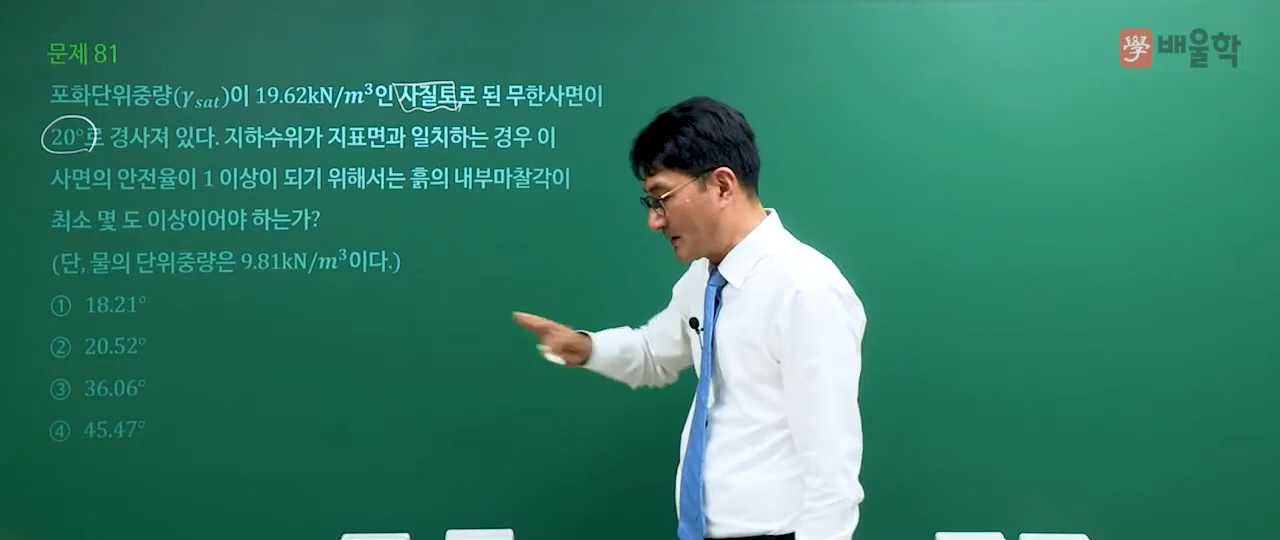 문제 81
學 배울학
포화단위중량(γsat)이 19.62kN/m³인 사질토로 된 무한사면이
20°로 경사져 있다. 지하수위가 지표면과 일치하는 경우 이
사면의 안전율이 1 이상이 되기 위해서는 흙의 내부마찰각이
최소 몇 도 이상이어야 하는가?
(단, 물의 단위중량은 9.81kN/m³이다.)
① 18.21°
② 20.52°
③ 36.06°
④ 45.47°